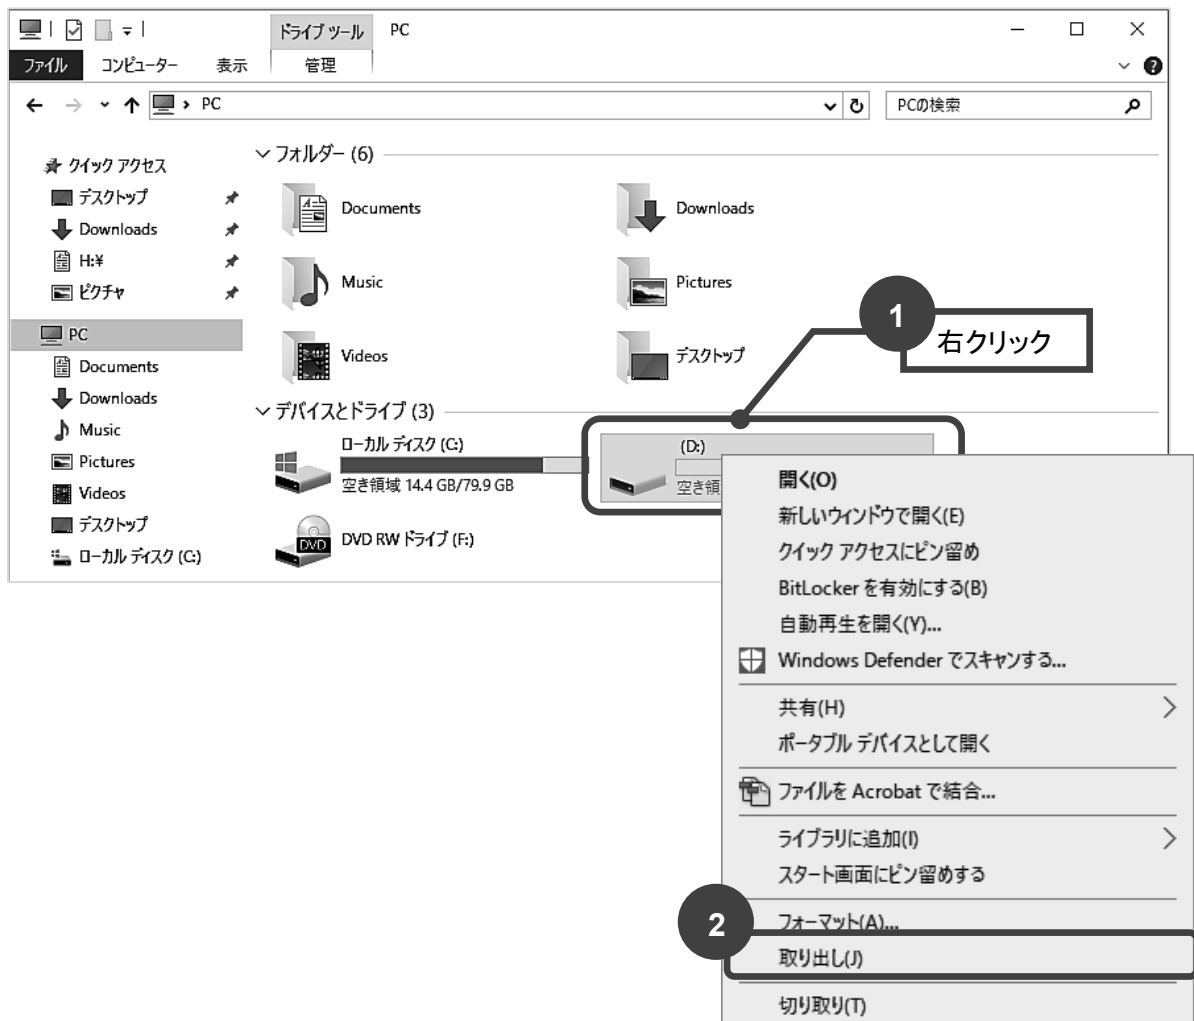 ドライブ ツール
PC
ファイル
コンピューター
表示
管理
PC
PCの検索
クイック アクセス
デスクトップ
Downloads
H:¥
ピクチャ
PC
Documents
Downloads
Music
Pictures
Videos
デスクトップ
ローカル ディスク (C:)
フォルダー (6)
Documents
Downloads
Music
Pictures
Videos
デスクトップ
1
右クリック
デバイスとドライブ (3)
ローカル ディスク (C:)
空き領域 14.4 GB/79.9 GB
(D:)
空き領
DVD
DVD RW ドライブ (F:)
開く(O)
新しいウィンドウで開く(E)
クイック アクセスにピン留め
BitLocker を有効にする(B)
自動再生を開く(Y)...
Windows Defender でスキャンする...
共有(H)
ポータブル デバイスとして開く
ファイルを Acrobat で結合...
ライブラリに追加(I)
スタート画面にピン留めする
2
フォーマット(A)...
取り出し(J)
切り取り(T)